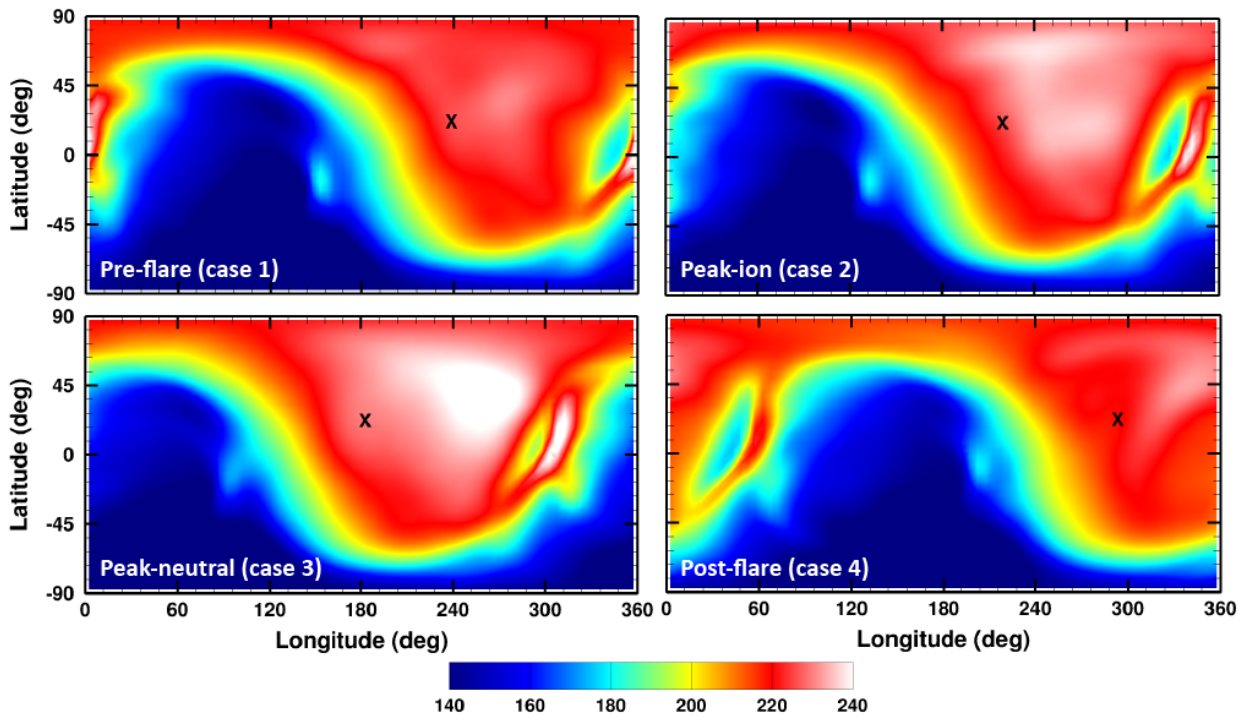 90
45
0
-45
-90
Latitude (deg)
X
Pre-flare (case 1)
X
Peak-ion (case 2)
90
45
0
-45
-90
Latitude (deg)
X
Peak-neutral (case 3)
X
Post-flare (case 4)
0 60 120 180 240 300 360
0 60 120 180 240 300 360
Longitude (deg)
Longitude (deg)
140 160 180 200 220 240